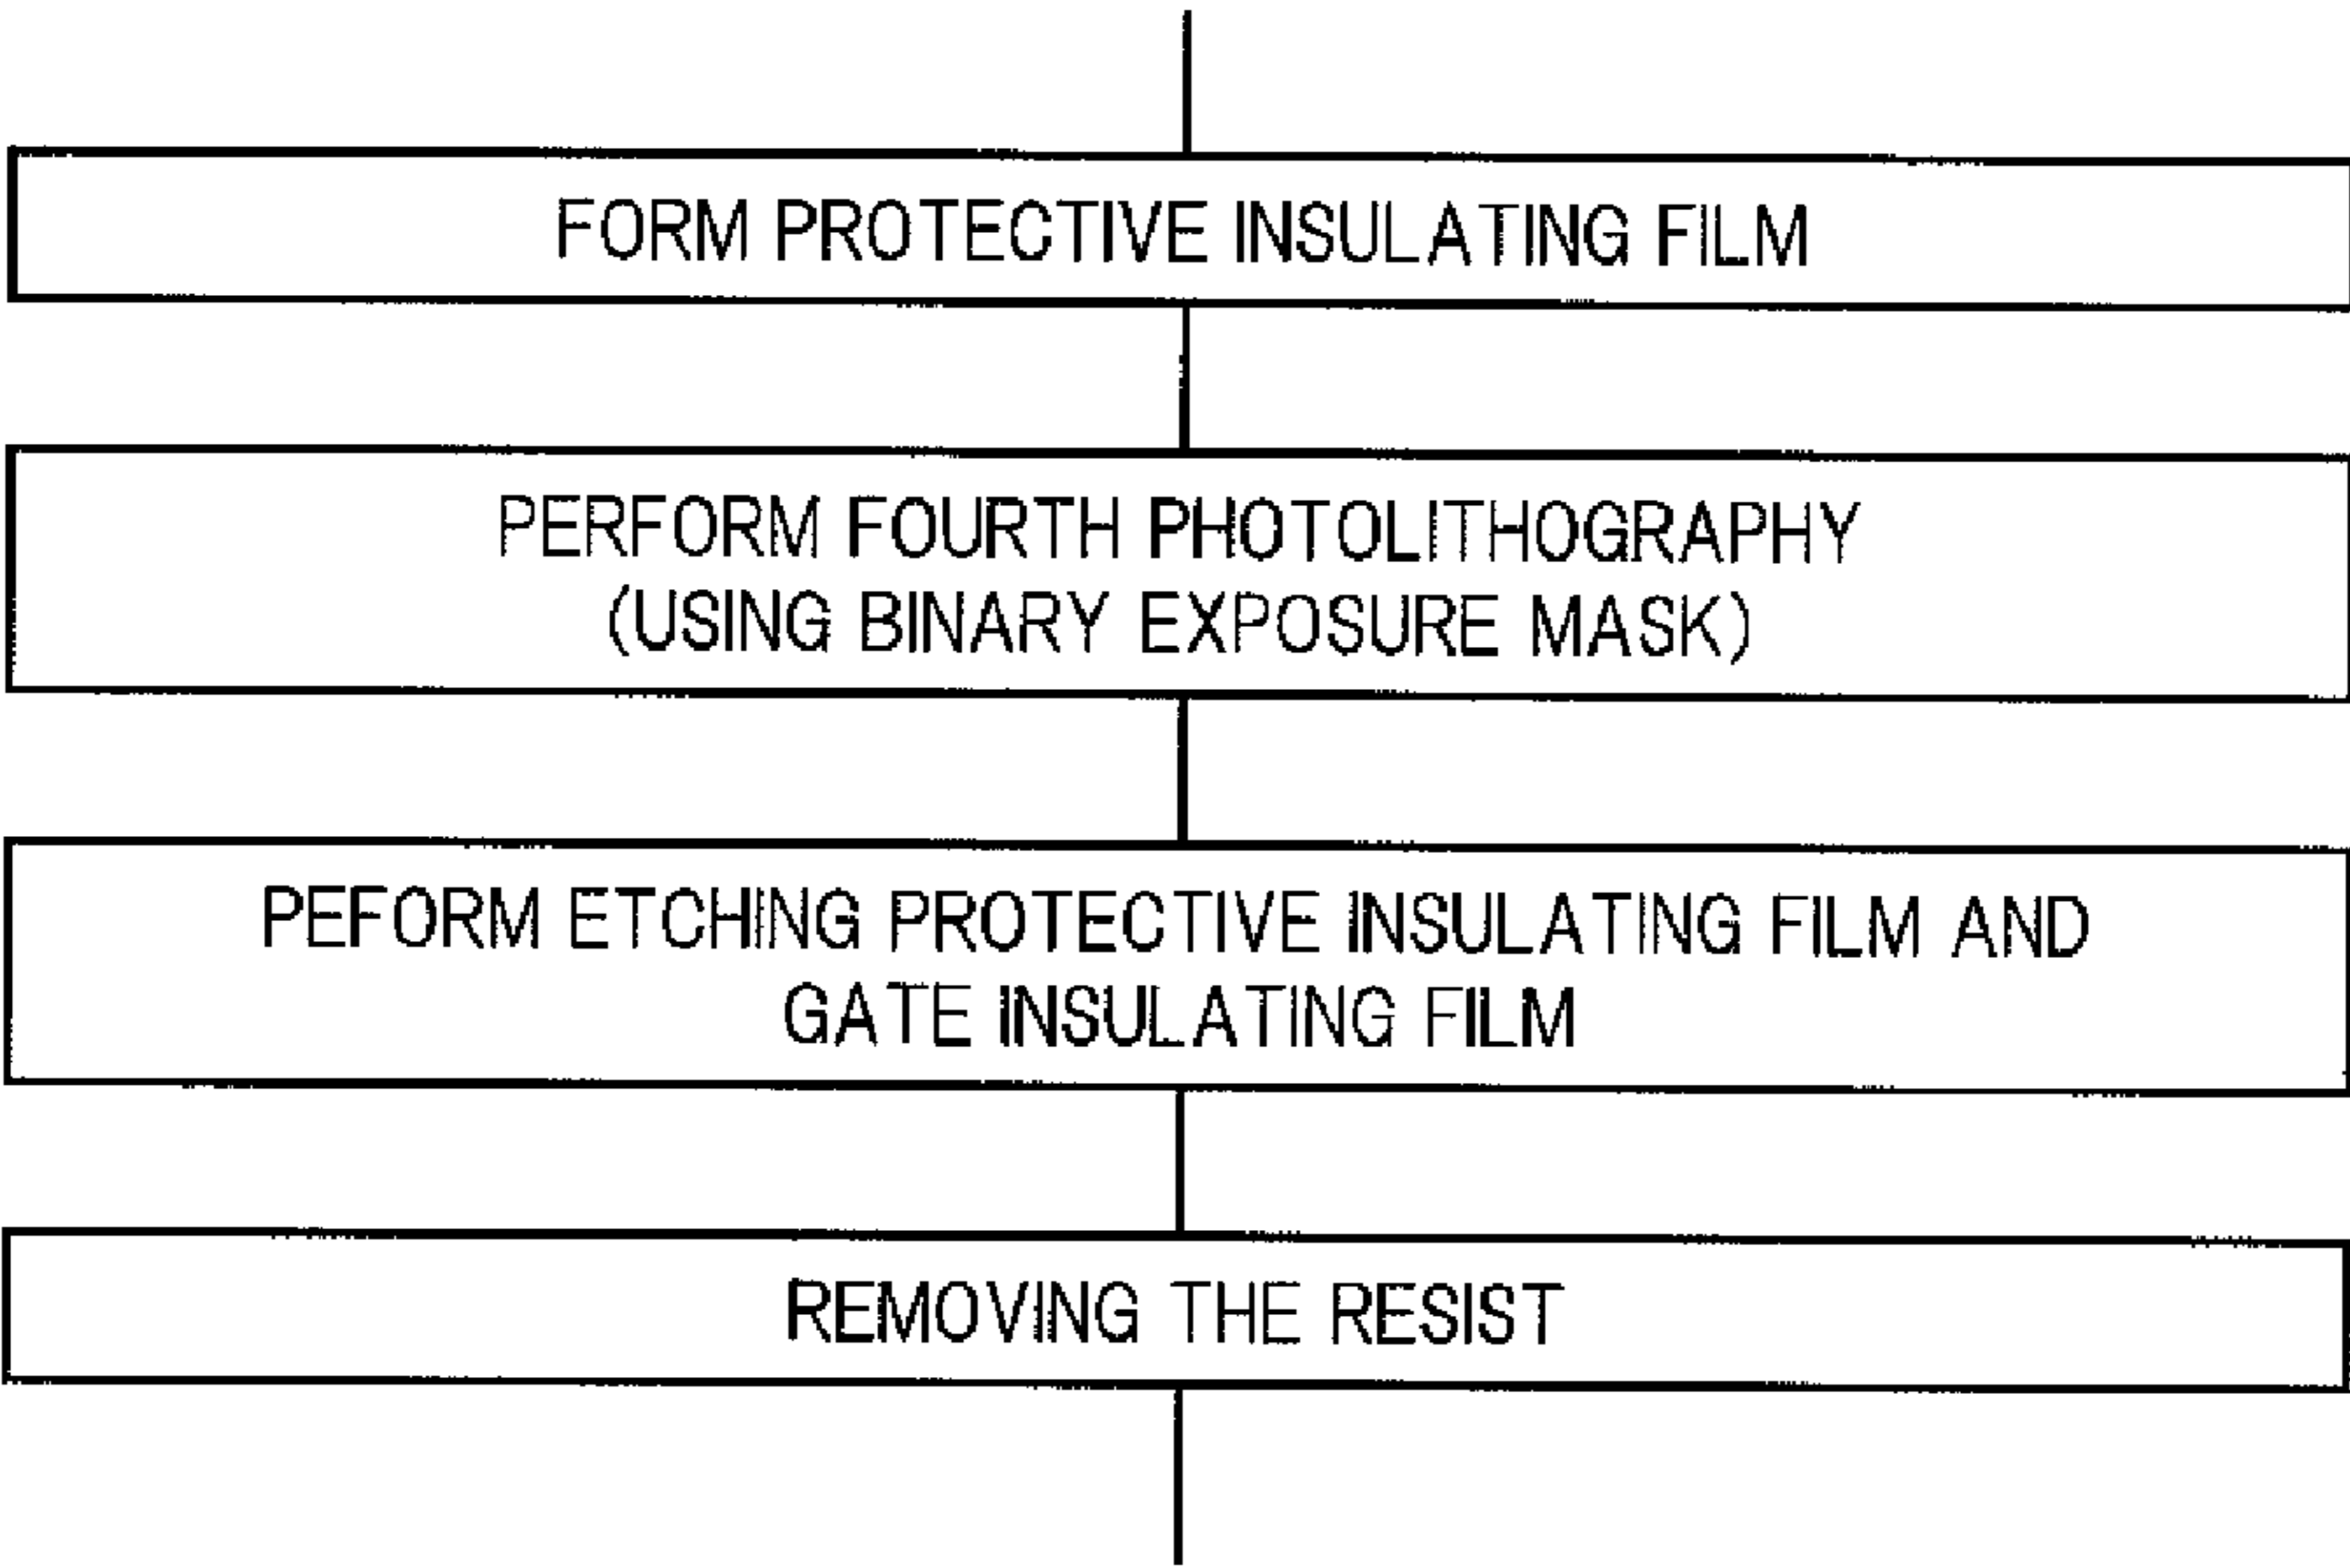 FORM PROTECTIVE INSULATING FILM
PERFORM FOURTH PHOTOLITHOGRAPHY
(USING BINARY EXPOSURE MASK)
PEFORM ETCHING PROTECTIVE INSULATING FILM AND
GATE INSULATING FILM
REMOVING THE RESIST